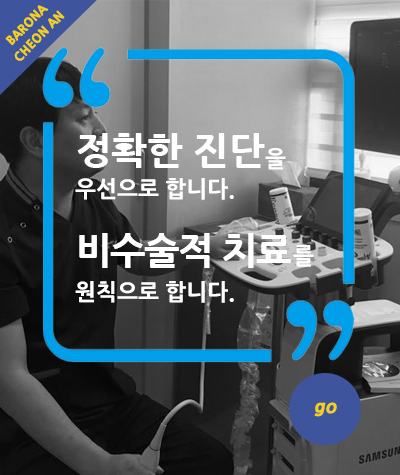 BARONA
CHEON AN
정확한 진단을
우선으로 합니다.
비수술적 치료를
원칙으로 합니다.
go
SAMSUNG